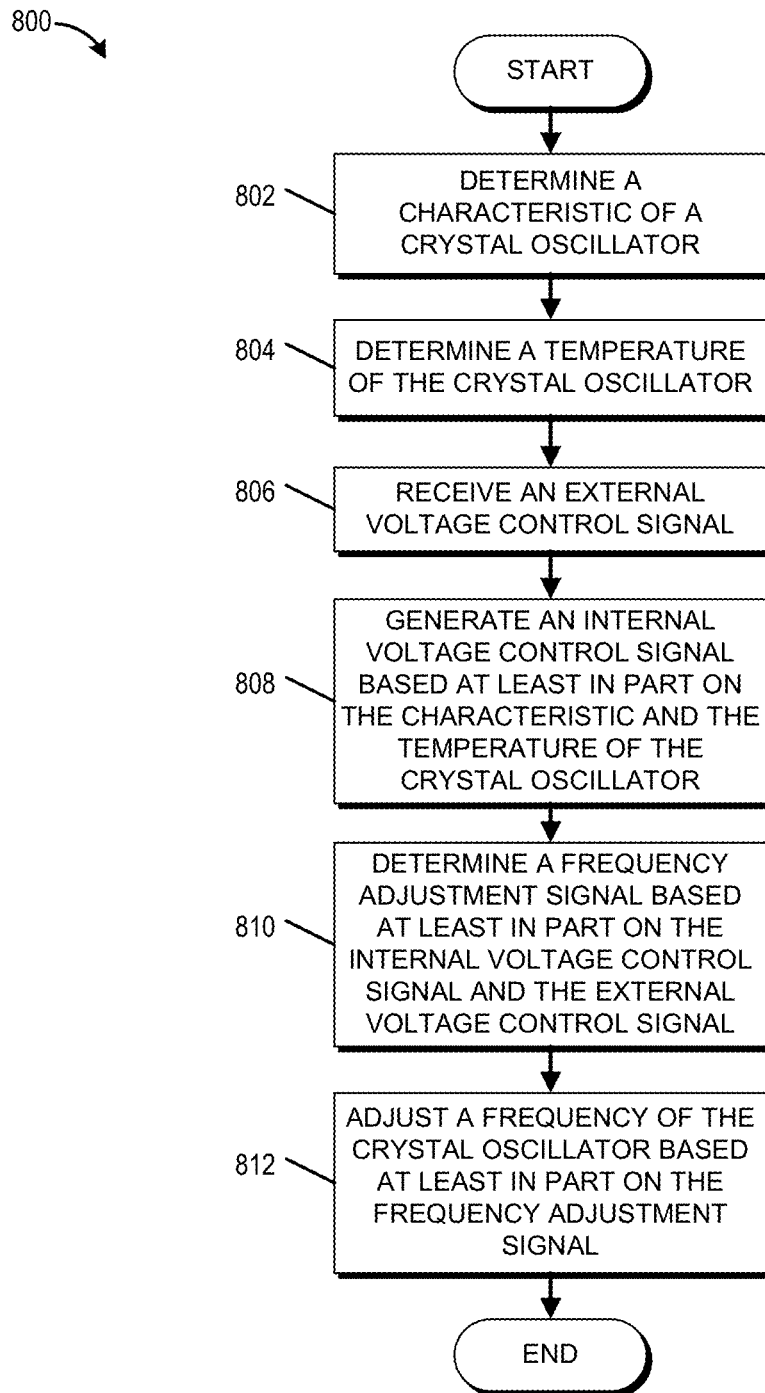 800
START
802
DETERMINE A
CHARACTERISTIC OF A
CRYSTAL OSCILLATOR
804
DETERMINE A TEMPERATURE
OF THE CRYSTAL OSCILLATOR
806
RECEIVE AN EXTERNAL
VOLTAGE CONTROL SIGNAL
808
GENERATE AN INTERNAL
VOLTAGE CONTROL SIGNAL
BASED AT LEAST IN PART ON
THE CHARACTERISTIC AND THE
TEMPERATURE OF THE
CRYSTAL OSCILLATOR
810
DETERMINE A FREQUENCY
ADJUSTMENT SIGNAL BASED
AT LEAST IN PART ON THE
INTERNAL VOLTAGE CONTROL
SIGNAL AND THE EXTERNAL
VOLTAGE CONTROL SIGNAL
812
ADJUST A FREQUENCY OF THE
CRYSTAL OSCILLATOR BASED
AT LEAST IN PART ON THE
FREQUENCY ADJUSTMENT
SIGNAL
END